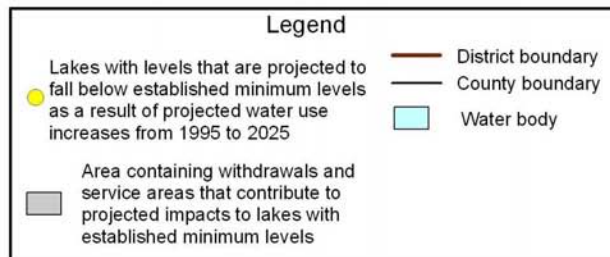 Legend
Lakes with levels that are projected to
fall below established minimum levels
as a result of projected water use
increases from 1995 to 2025
Area containing withdrawals and
service areas that contribute to
projected impacts to lakes with
established minimum levels
District boundary
County boundary
Water body